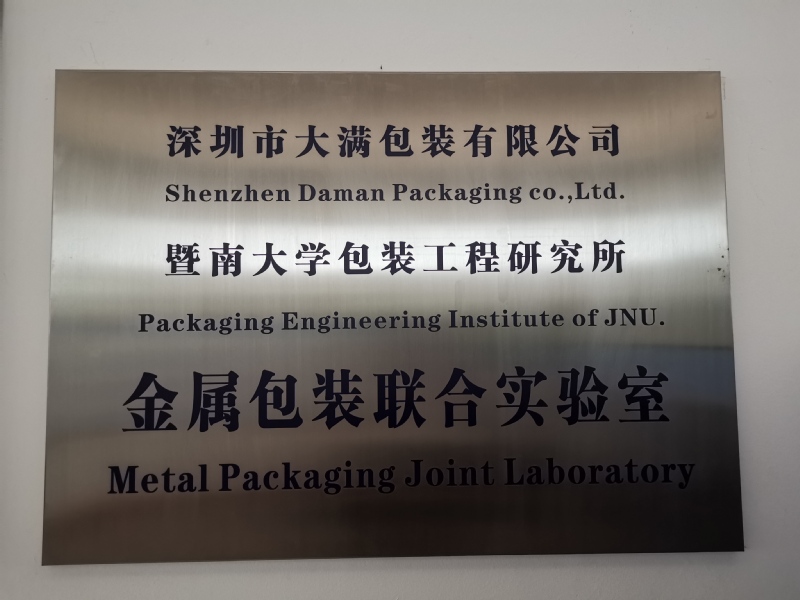 深圳市大满包装有限公司
Shenzhen Daman Packaging co.,Ltd.
暨南大学包装工程研究所
Packaging Engineering Institute of JNU.
金属包装联合实验室
Metal Packaging Joint Laboratory